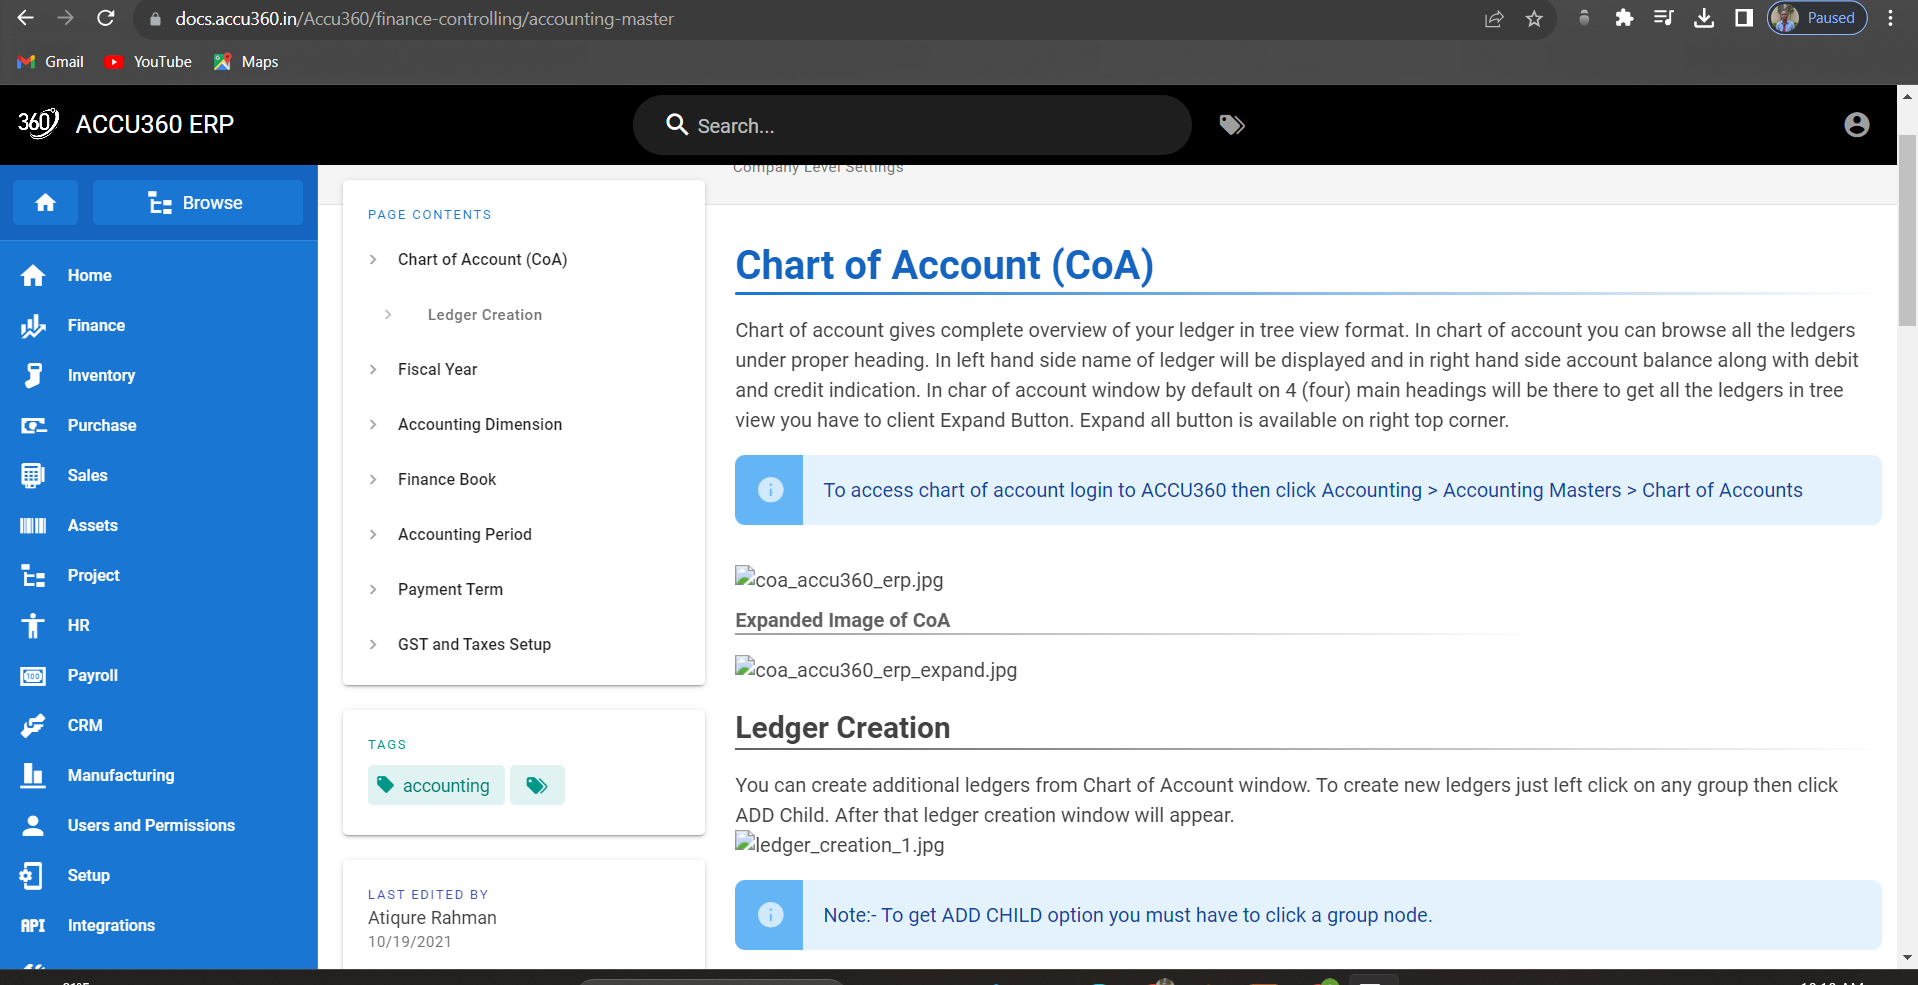 docs.accu360.in/Accu360/finance-controlling/accounting-master
Paused
Gmail
YouTube
Maps
360
ACCU360 ERP
Search...
Browse
Home
Finance
Inventory
Purchase
Sales
Assets
Project
HR
100
Payroll
CRM
Manufacturing
Users and Permissions
Setup
API
Integrations
PAGE CONTENTS
Chart of Account (CoA)
Ledger Creation
Fiscal Year
Accounting Dimension
Finance Book
Accounting Period
Payment Term
GST and Taxes Setup
TAGS
accounting
LAST EDITED BY
Atiqure Rahman
10/19/2021
Company Level Settings
Chart of Account (CoA)
Chart of account gives complete overview of your ledger in tree view format. In chart of account you can browse all the ledgers
under proper heading. In left hand side name of ledger will be displayed and in right hand side account balance along with debit
and credit indication. In char of account window by default on 4 (four) main headings will be there to get all the ledgers in tree
view you have to client Expand Button. Expand all button is available on right top corner.
To access chart of account login to ACCU360 then click Accounting > Accounting Masters > Chart of Accounts
coa_accu360_erp.jpg
Expanded Image of CoA
coa_accu360_erp_expand.jpg
Ledger Creation
You can create additional ledgers from Chart of Account window. To create new ledgers just left click on any group then click
ADD Child. After that ledger creation window will appear.
ledger_creation_1.jpg
Note:- To get ADD CHILD option you must have to click a group node.